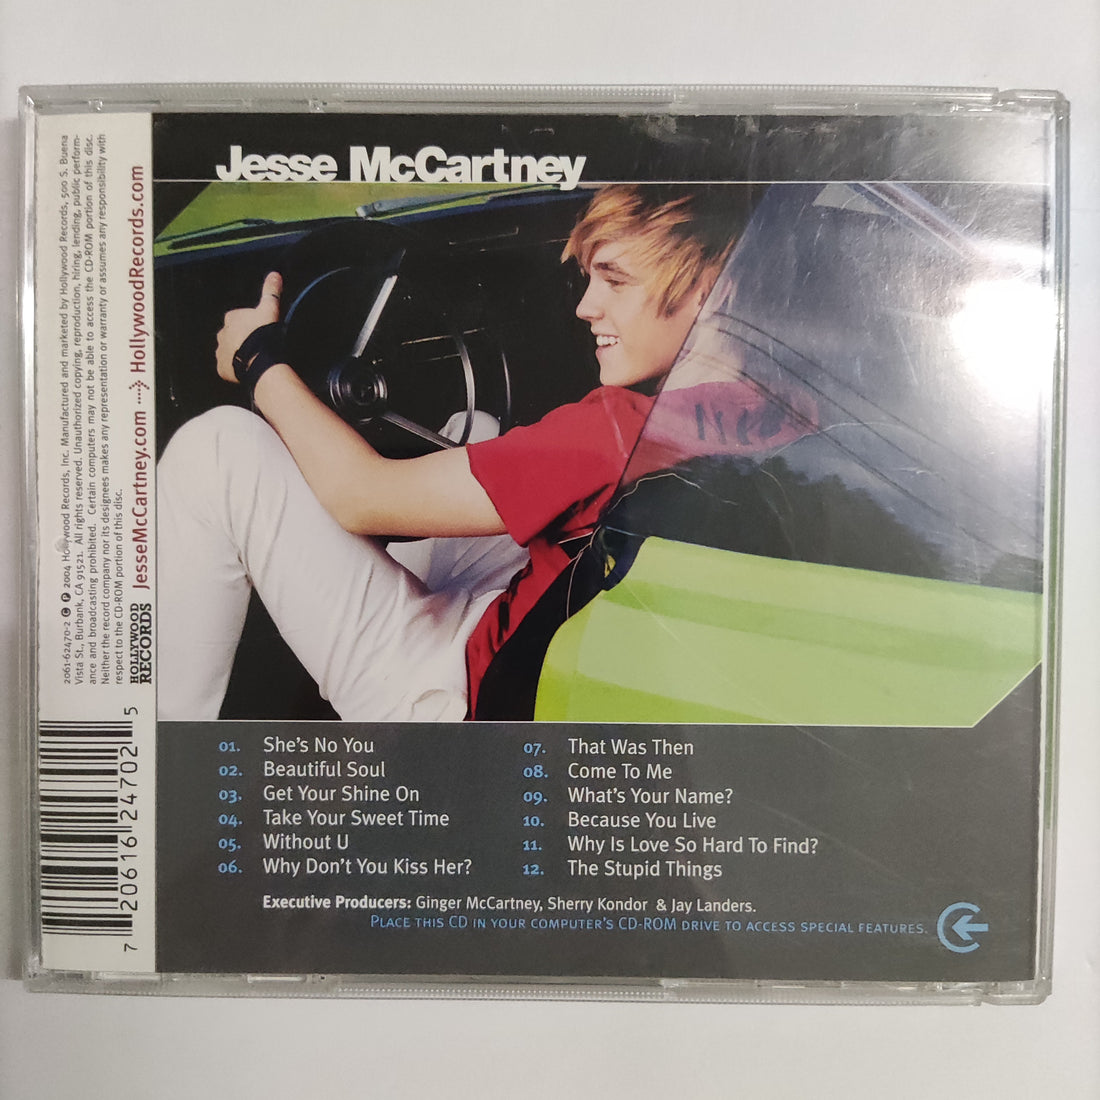 Jesse McCartney
01. She's No You
02. Beautiful Soul
03. Get Your Shine On
04. Take Your Sweet Time
05. Without U
06. Why Don't You Kiss Her?
07. That Was Then
08. Come To Me
09. What's Your Name?
10. Because You Live
11. Why Is Love So Hard To Find?
12. The Stupid Things
Executive Producers: Ginger McCartney, Sherry Kondor & Jay Landers.
PLACE THIS CD IN YOUR COMPUTER'S CD-ROM DRIVE TO ACCESS SPECIAL FEATURES.
2061-62470-2 © ℗ 2004 Hollywood Records, Inc. Manufactured and marketed by Hollywood Records, 500 S. Buena
Vista St., Burbank, CA 91521. All rights reserved. Unauthorized copying, reproduction, hiring, lending, public perform-
ance and broadcasting prohibited. Certain computers may not be able to access the CD-ROM portion of this disc.
Neither the record company nor its designees makes any representation or warranty or assumes any responsibility with
respect to the CD-ROM portion of this disc.
HOLLYWOOD
RECORDS
JesseMcCartney.com ····> HollywoodRecords.com
7 20616 24702 5